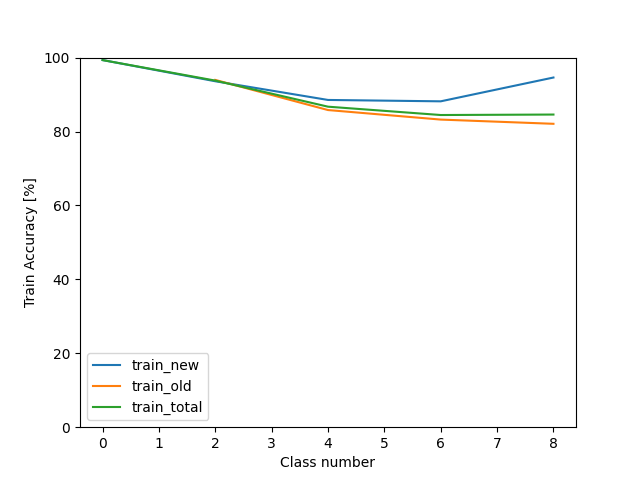 100
80
60
40
20
0
Train Accuracy [%]
train_new
train_old
train_total
0 1 2 3 4 5 6 7 8
Class number